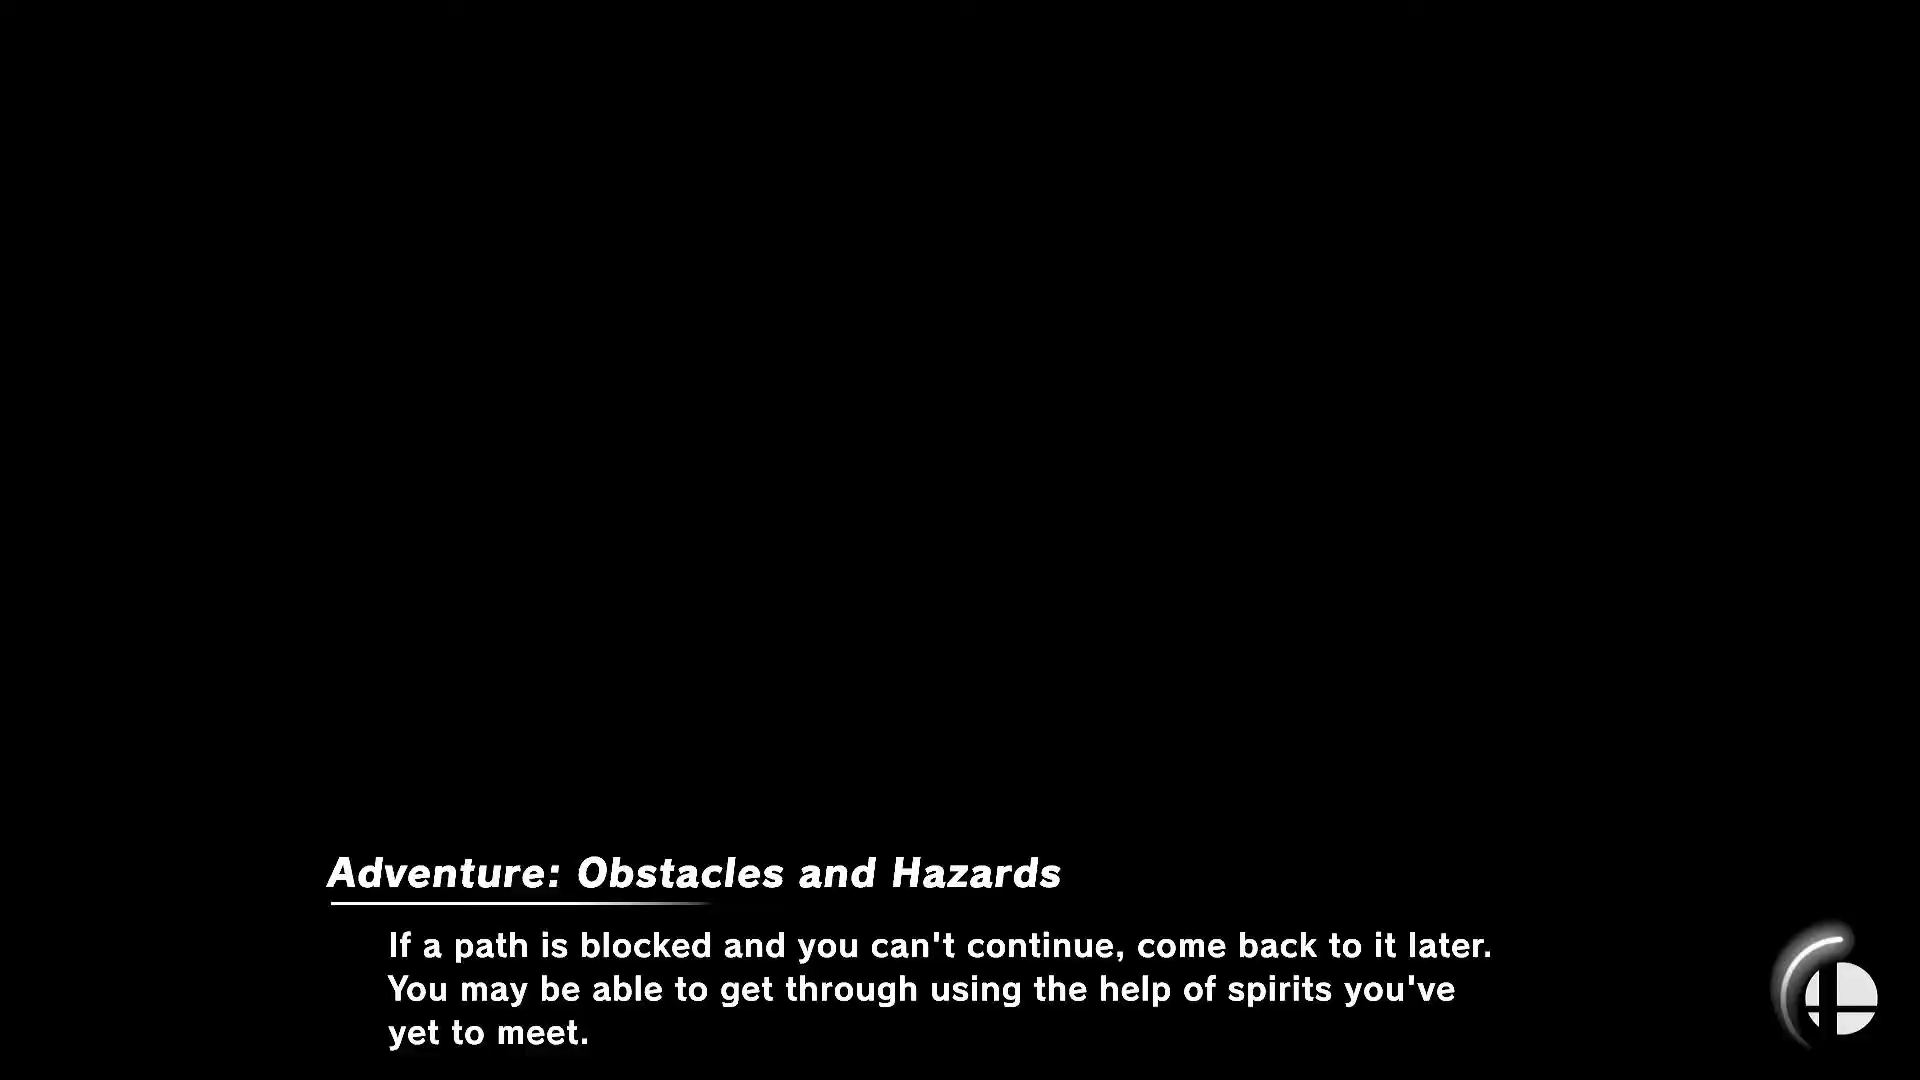 Adventure: Obstacles and Hazards
If a path is blocked and you can't continue, come back to it later.
You may be able to get through using the help of spirits you've
yet to meet.